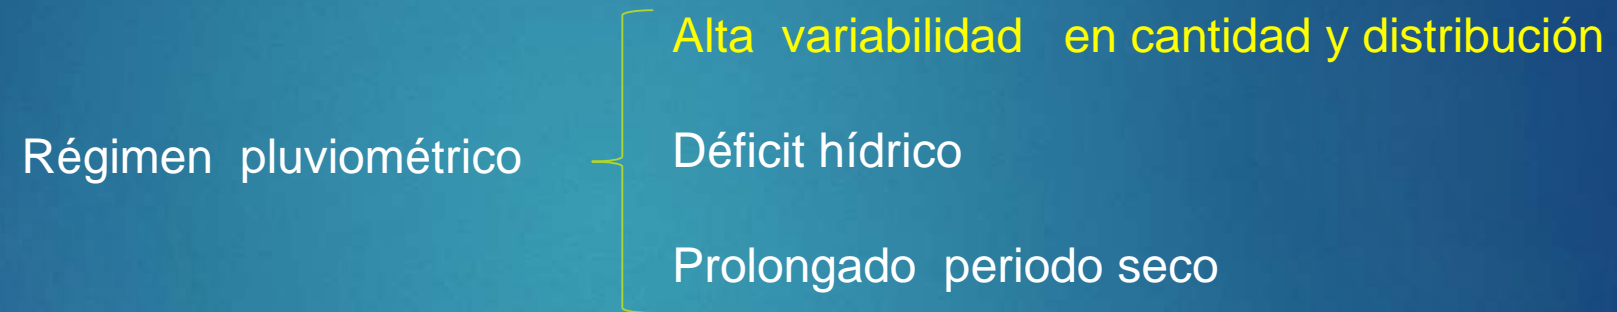 Alta variabilidad en cantidad y distribución
Régimen pluviométrico
Déficit hídrico
Prolongado periodo seco